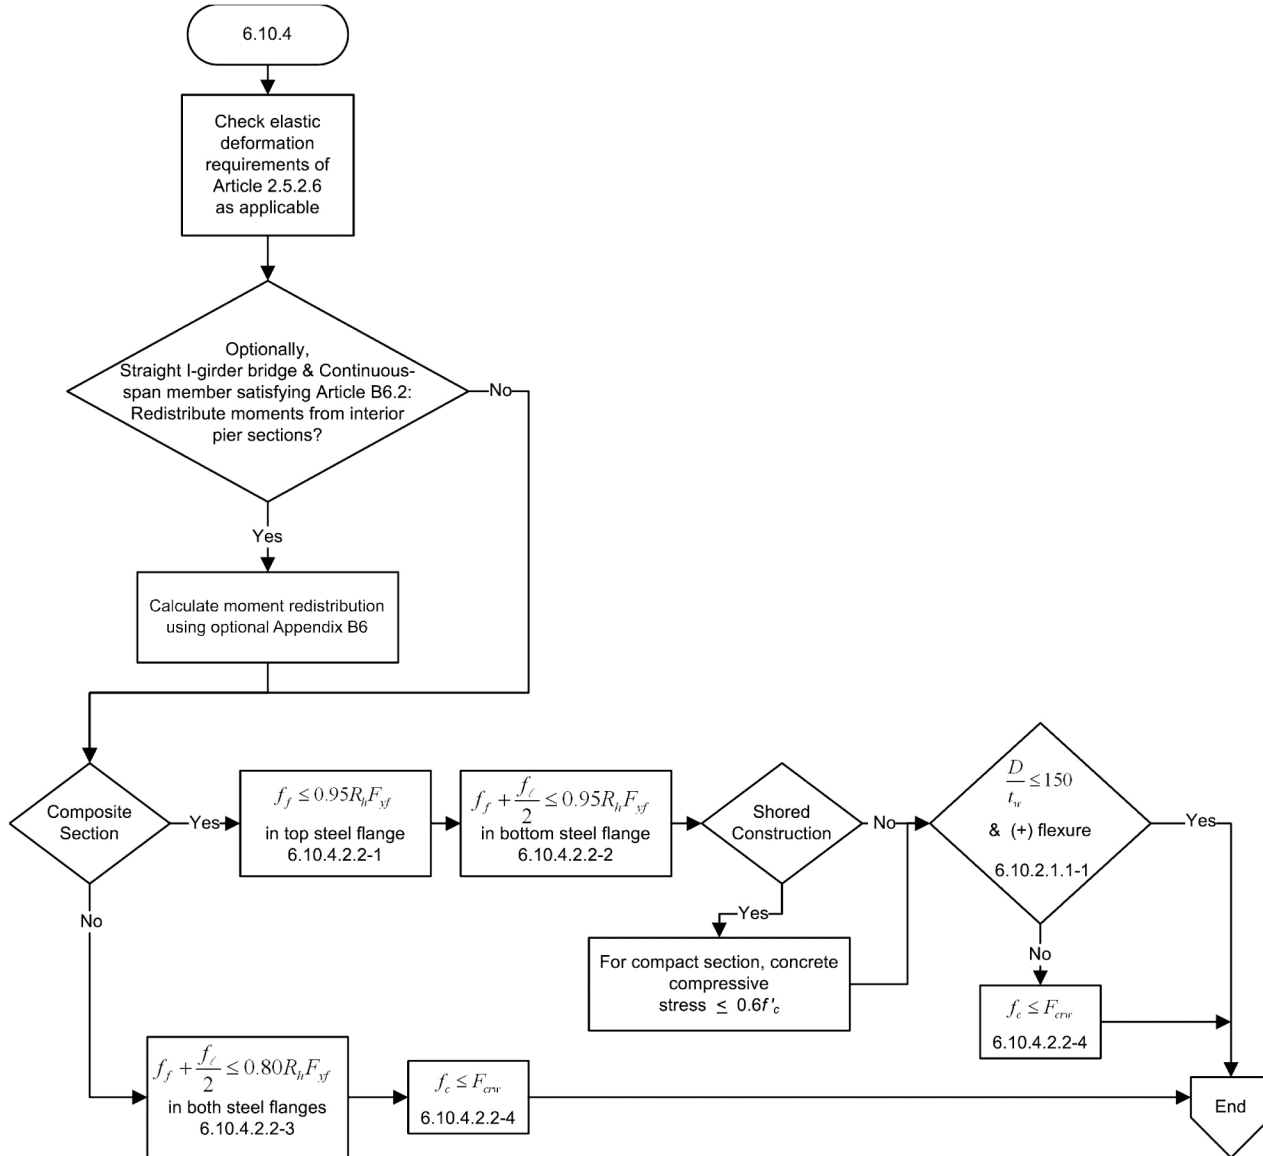 6.10.4
Check elastic
deformation
requirements of
Article 2.5.2.6
as applicable
Optionally,
Straight I-girder bridge & Continuous-
span member satisfying Article B6.2:
Redistribute moments from interior
pier sections?
No
Yes
Calculate moment redistribution
using optional Appendix B6
Composite
Section
Yes
f_f ≤ 0.95R_hF_yf
in top steel flange
6.10.4.2.2-1
f_f + f_ℓ/2 ≤ 0.95R_hF_yf
in bottom steel flange
6.10.4.2.2-2
Shored
Construction
No
Yes
For compact section, concrete
compressive
stress ≤ 0.6f'_c
D/t_w ≤ 150
& (+) flexure
6.10.2.1.1-1
Yes
No
f_c ≤ F_crw
6.10.4.2.2-4
No
f_f + f_ℓ/2 ≤ 0.80R_hF_yf
in both steel flanges
6.10.4.2.2-3
f_c ≤ F_crw
6.10.4.2.2-4
End